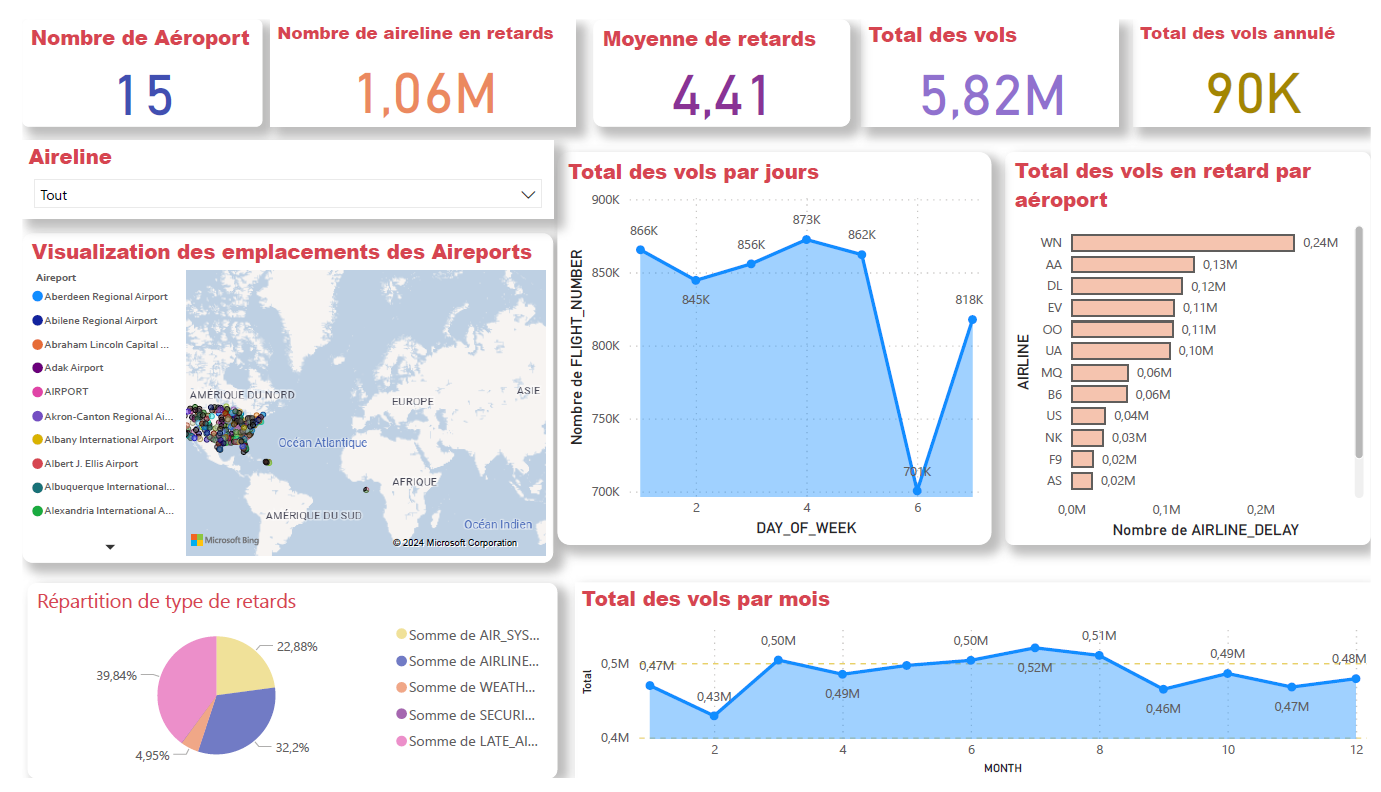 Nombre de Aéroport
15
Nombre de aireline en retards
1,06M
Moyenne de retards
4,41
Total des vols
5,82M
Total des vols annulé
90K
Aireline
Tout
Visualization des emplacements des Aireports
Aireport
Aberdeen Regional Airport
Abilene Regional Airport
Abraham Lincoln Capital ...
Adak Airport
AIRPORT
Akron-Canton Regional Ai...
Albany International Airport
Albert J. Ellis Airport
Albuquerque International...
Alexandria International A...
AMÉRIQUE DU NORD
EUROPE
ASIE
Océan Atlantique
AFRIQUE
AMÉRIQUE DU SUD
Océan Indien
Microsoft Bing
© 2024 Microsoft Corporation
Total des vols par jours
Nombre de FLIGHT_NUMBER
900K
850K
800K
750K
700K
866K
845K
856K
873K
862K
701K
818K
2
4
6
DAY_OF_WEEK
Total des vols en retard par
aéroport
AIRLINE
WN 0,24M
AA 0,13M
DL 0,12M
EV 0,11M
OO 0,11M
UA 0,10M
MQ 0,06M
B6 0,06M
US 0,04M
NK 0,03M
F9 0,02M
AS 0,02M
0,0M 0,1M 0,2M
Nombre de AIRLINE_DELAY
Répartition de type de retards
22,88%
32,2%
4,95%
39,84%
Somme de AIR_SYS...
Somme de AIRLINE...
Somme de WEATH...
Somme de SECURI...
Somme de LATE_AI...
Total des vols par mois
Total
0,5M
0,4M
0,47M
0,43M
0,50M
0,49M
0,50M
0,52M
0,51M
0,46M
0,49M
0,47M
0,48M
2
4
6
8
10
12
MONTH